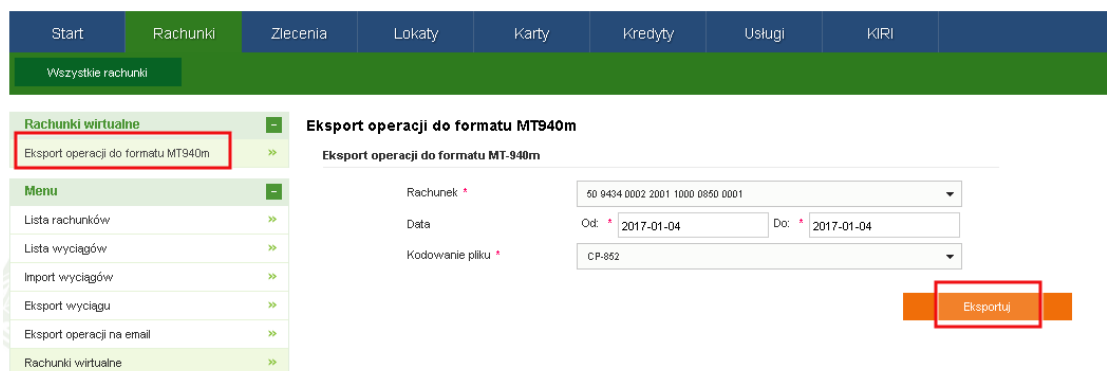 Start Rachunki Zlecenia Lokaty Karty Kredyty Usługi KIRI
Wszystkie rachunki
Rachunki wirtualne -
Eksport operacji do formatu MT940m »
Menu -
Lista rachunków »
Lista wyciągów »
Import wyciągów »
Eksport wyciągu »
Eksport operacji na email »
Rachunki wirtualne »
Eksport operacji do formatu MT940m
Eksport operacji do formatu MT-940m
Rachunek * 50 9434 0002 2001 1000 0850 0001
Data Od: * 2017-01-04 Do: * 2017-01-04
Kodowanie pliku * CP-852
Eksportuj